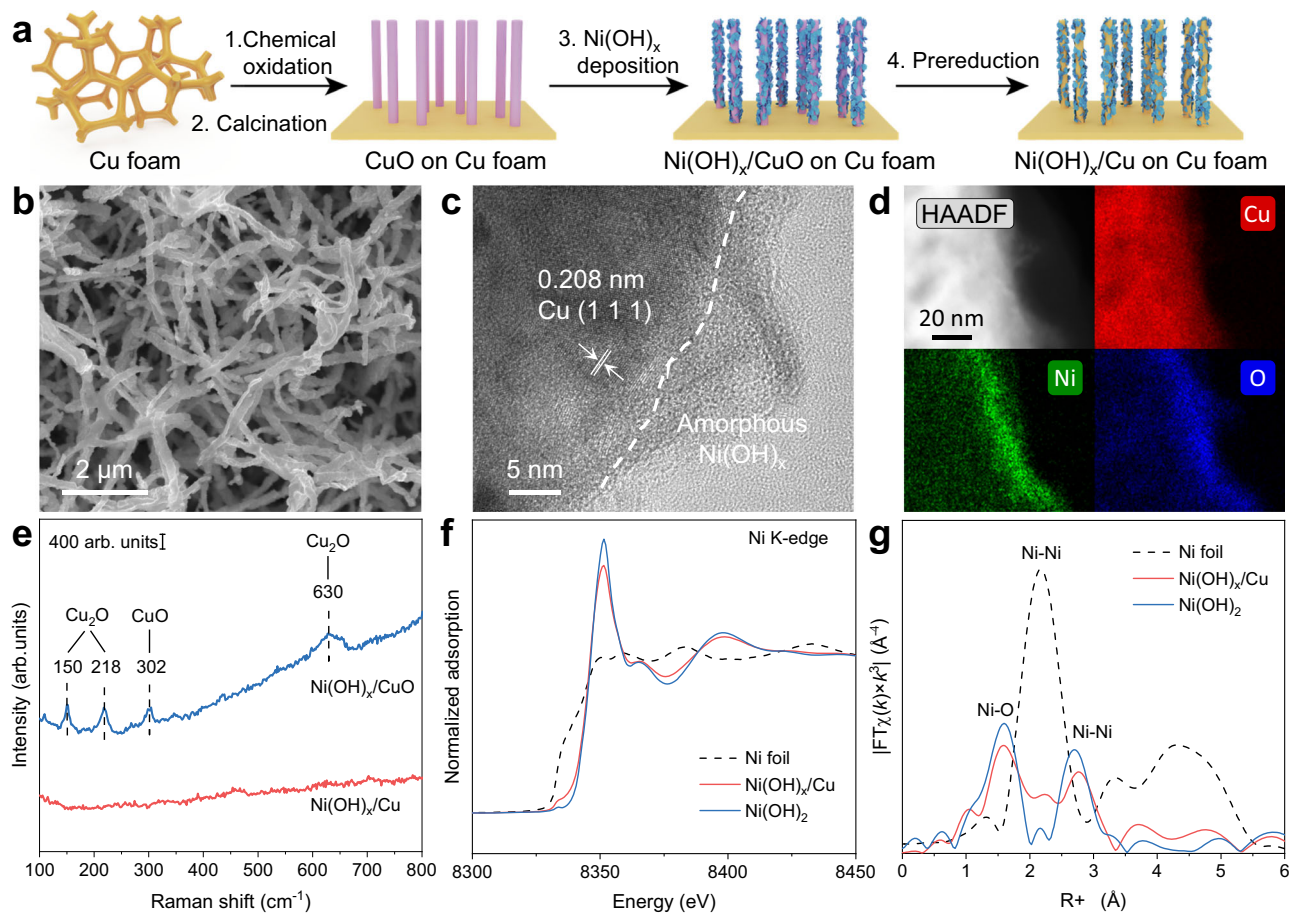 a
1.Chemical
oxidation
2. Calcination
3. Ni(OH)ₓ
deposition
4. Prereduction
Cu foam
CuO on Cu foam
Ni(OH)ₓ/CuO on Cu foam
Ni(OH)ₓ/Cu on Cu foam
b
2 µm
c
0.208 nm
Cu (1 1 1)
Amorphous
Ni(OH)ₓ
5 nm
d
HAADF
Cu
20 nm
Ni
O
e
400 arb. units
Cu₂O
630
Cu₂O
CuO
150
218
302
Ni(OH)ₓ/CuO
Ni(OH)ₓ/Cu
Intensity (arb.units)
100 200 300 400 500 600 700 800
Raman shift (cm⁻¹)
f
Ni K-edge
Ni foil
Ni(OH)ₓ/Cu
Ni(OH)₂
Normalized adsorption
8300 8350 8400 8450
Energy (eV)
g
Ni-Ni
Ni foil
Ni(OH)ₓ/Cu
Ni(OH)₂
Ni-O
Ni-Ni
|FTχ(k)×k³| (Å⁻⁴)
0 1 2 3 4 5 6
R+ (Å)